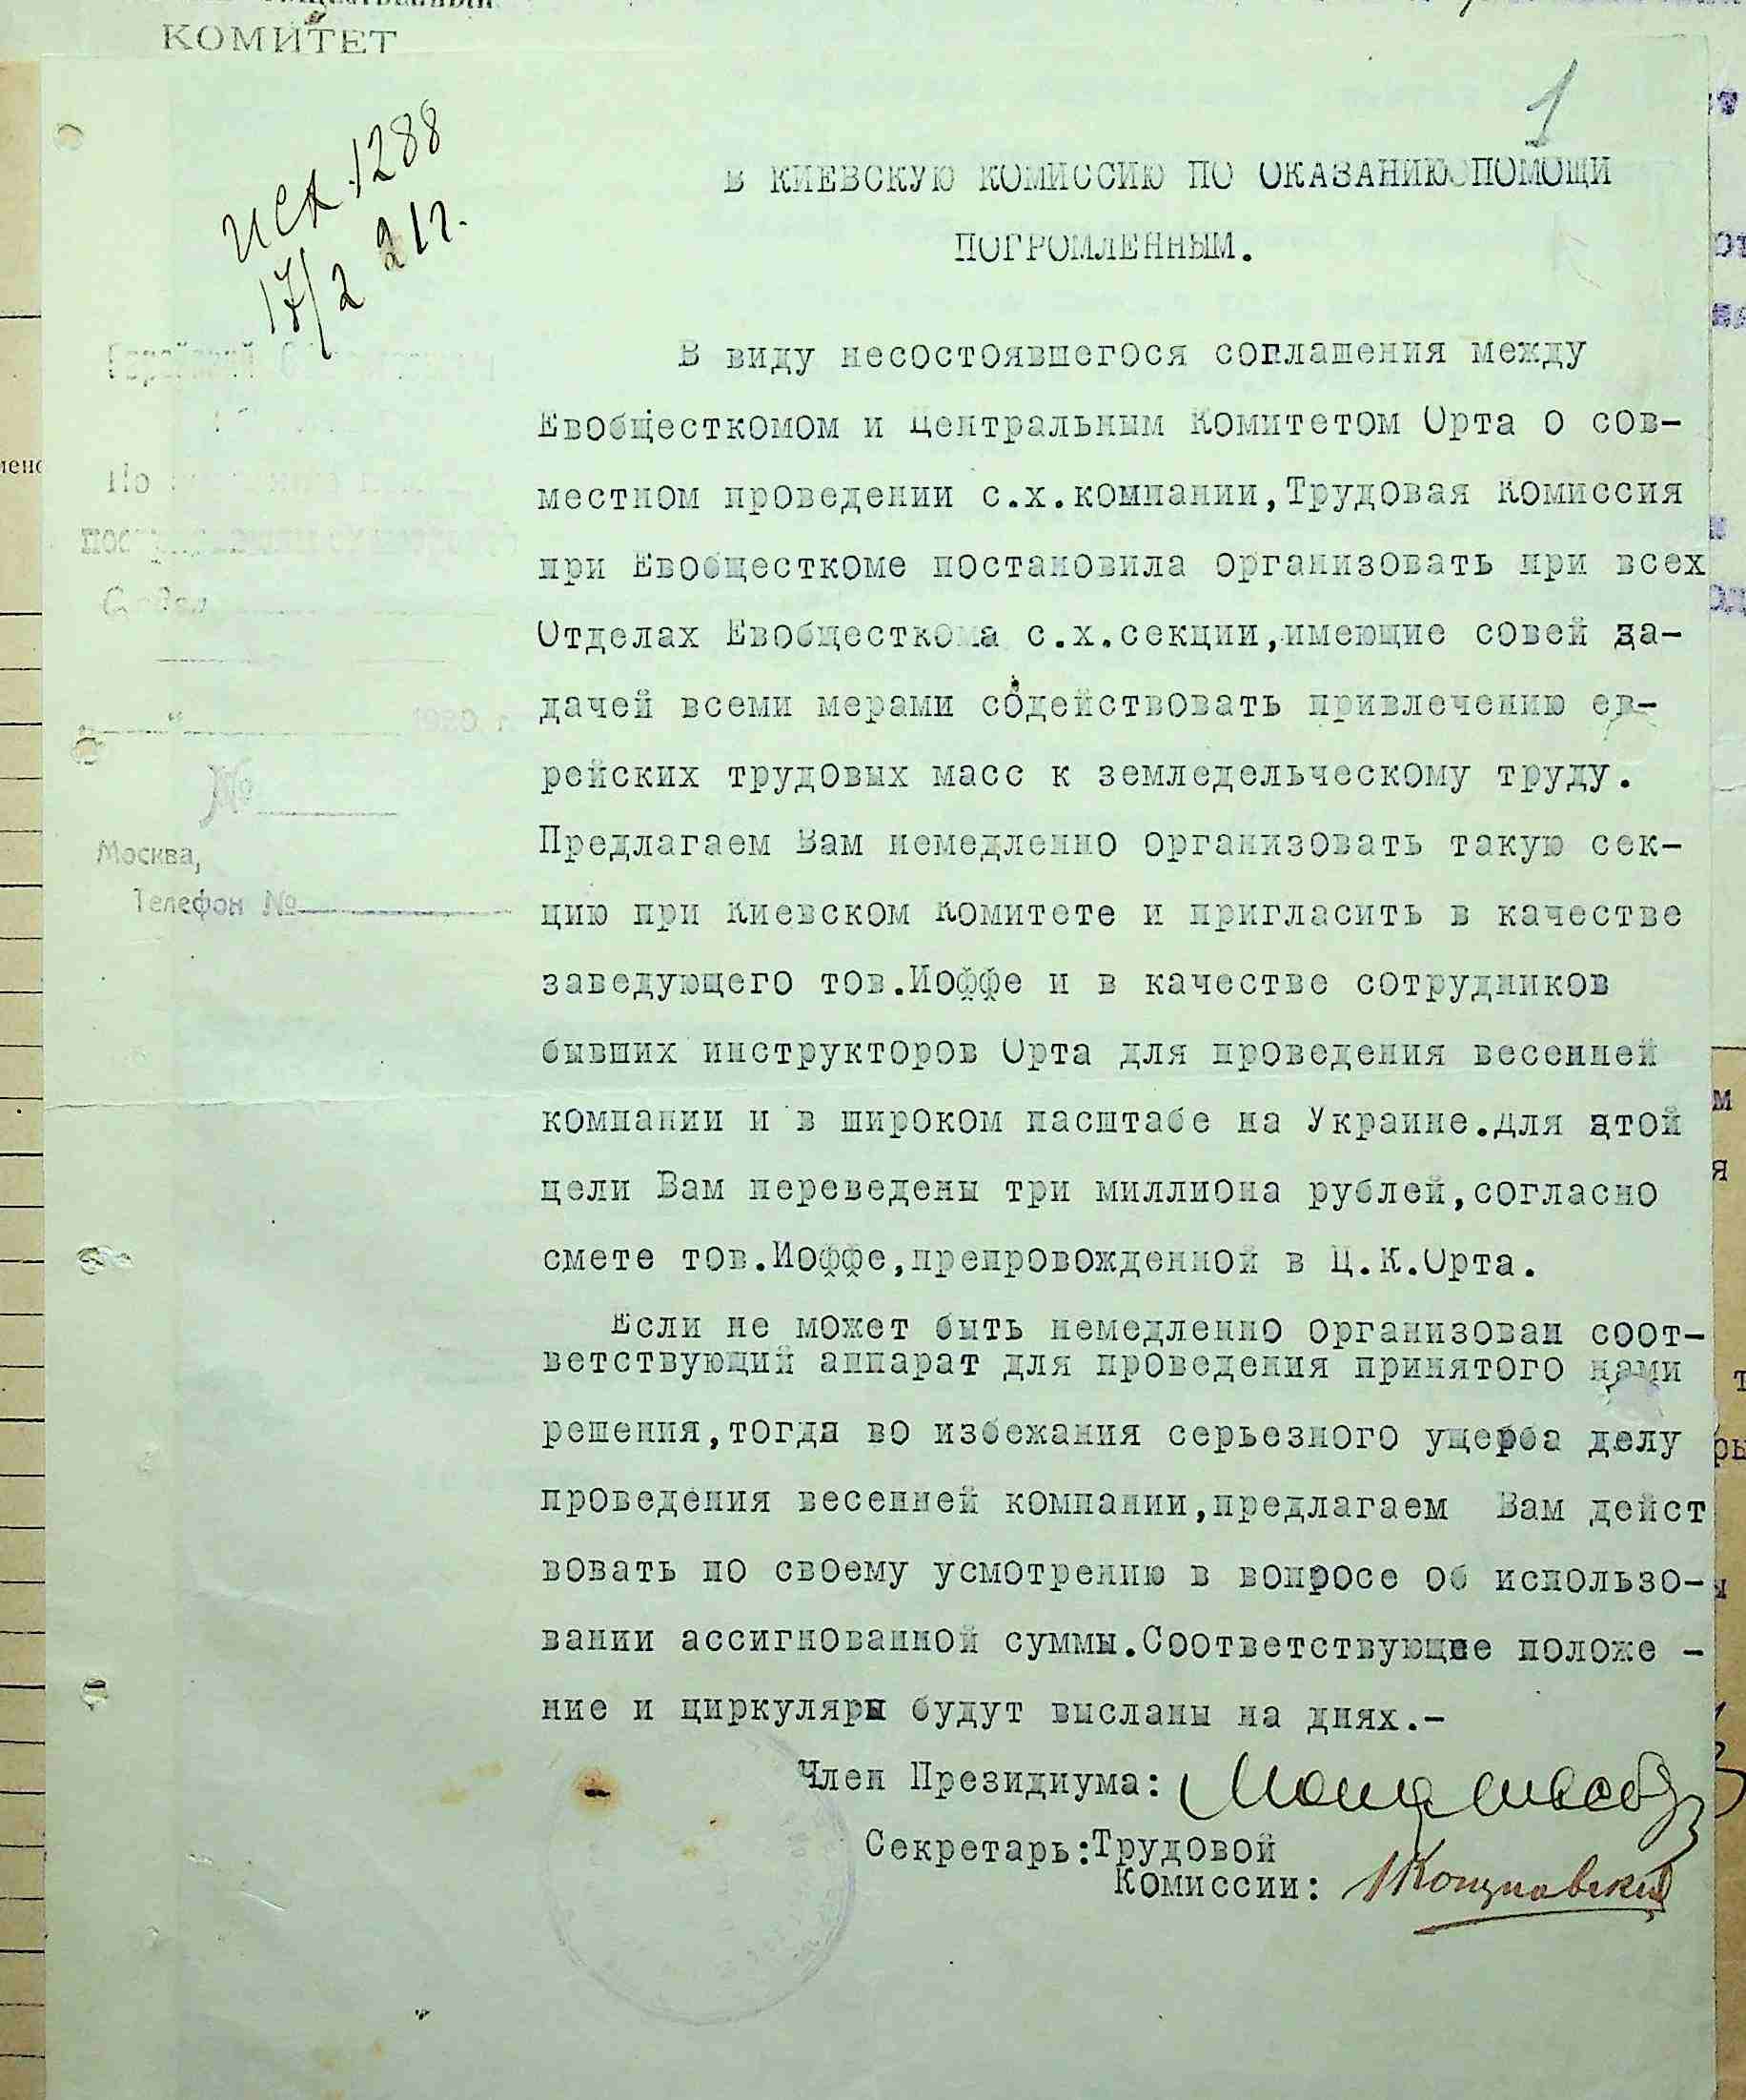 КОМИТЕТ
1
исх. 1288
17/2 21г.
В КИЕВСКУЮ КОМИССИЮ ПО ОКАЗАНИЮ ПОМОЩИ
ПОГРОМЛЕННЫМ.
В виду несостоявшегося соглашения между
Евобщесткомом и Центральным Комитетом Орта о сов-
местном проведении с.х.компании,Трудовая Комиссия
при Евобщесткоме постановила организовать при всех
Отделах Евобщесткома с.х.секции,имеющие совей за-
дачей всеми мерами содействовать привлечению ев-
рейских трудовых масс к земледельческому труду.
Предлагаем Вам немедленно организовать такую сек-
цию при Киевском Комитете и пригласить в качестве
заведующего тов.Иоффе и в качестве сотрудников
бывших инструкторов Орта для проведения весенней
компании и в широком пасштабе на Украине.Для этой
цели Вам переведены три миллиона рублей,согласно
смете тов.Иоффе,препровожденной в Ц.К.Орта.
Если не может быть немедленно организован соот-
ветствующий аппарат для проведения принятого нами
решения,тогда во избежания серьезного ущерба делу
проведения весенней компании,предлагаем Вам дейст
вовать по своему усмотрению в вопросе об использо-
вании ассигнованной суммы.Соответствующие положе -
ние и циркуляры будут высланы на днях.-
Член Президиума:
Секретарь:Трудовой
Комиссии:
1920 г.
№
Москва,
Телефон №